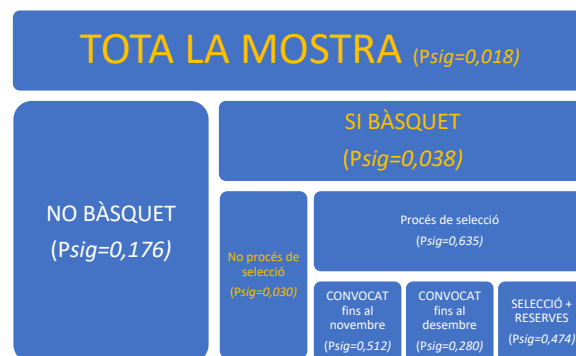 TOTA LA MOSTRA (Psig=0,018)
SI BÀSQUET
(Psig=0,038)
NO BÀSQUET
(Psig=0,176)
No procés de
selecció
(Psig=0,030)
Procés de selecció
(Psig=0,635)
CONVOCAT
fins al
novembre
(Psig=0,512)
CONVOCAT
fins al
desembre
(Psig=0,280)
SELECCIÓ +
RESERVES
(Psig=0,474)